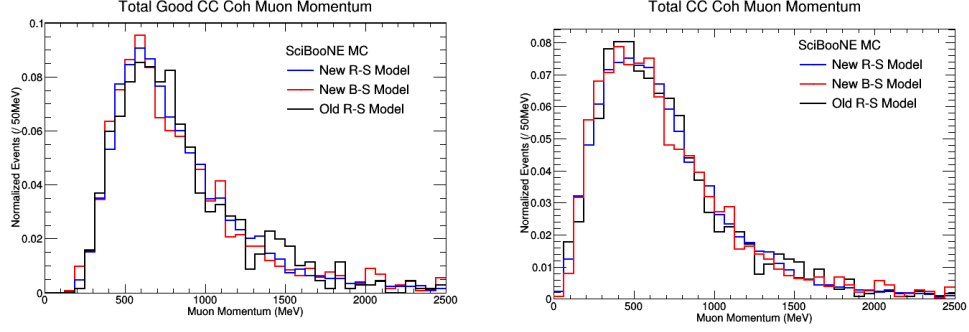 Total Good CC Coh Muon Momentum
Normalized Events (/ 50MeV)
0.1
0.08
0.06
0.04
0.02
0
SciBooNE MC
New R-S Model
New B-S Model
Old R-S Model
0 500 1000 1500 2000 2500
Muon Momentum (MeV)
Total CC Coh Muon Momentum
Normalized Events (/ 50MeV)
0.08
0.07
0.06
0.05
0.04
0.03
0.02
0.01
0
SciBooNE MC
New R-S Model
New B-S Model
Old R-S Model
0 500 1000 1500 2000 2500
Muon Momentum (MeV)